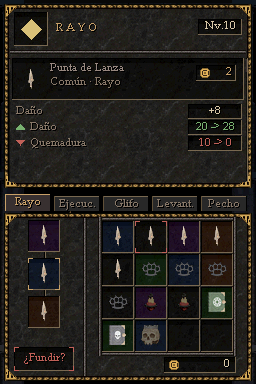 RAYO Nv.10
Punta de Lanza
Común · Rayo
2
Daño +8
Daño 20 -> 28
Quemadura 10 -> 0
Rayo Ejecuc. Glifo Levant. Pecho
¿Fundir?
0